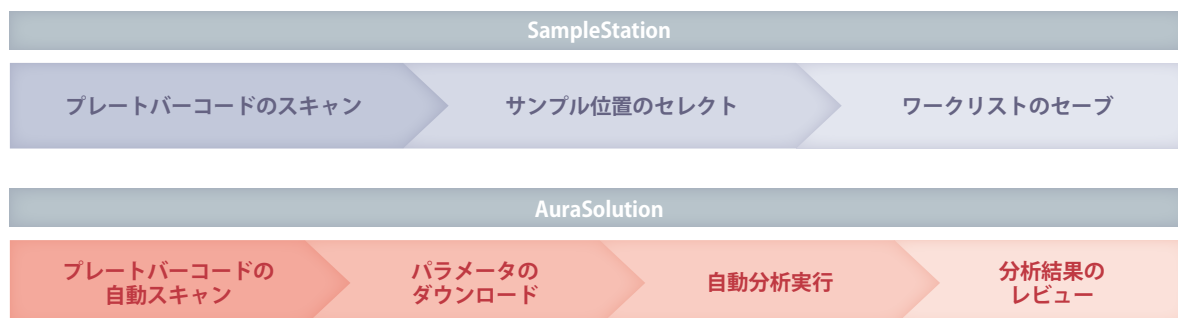 SampleStation
プレートバーコードのスキャン
サンプル位置のセレクト
ワークリストのセーブ
AuraSolution
プレートバーコードの
自動スキャン
パラメータの
ダウンロード
自動分析実行
分析結果の
レビュー